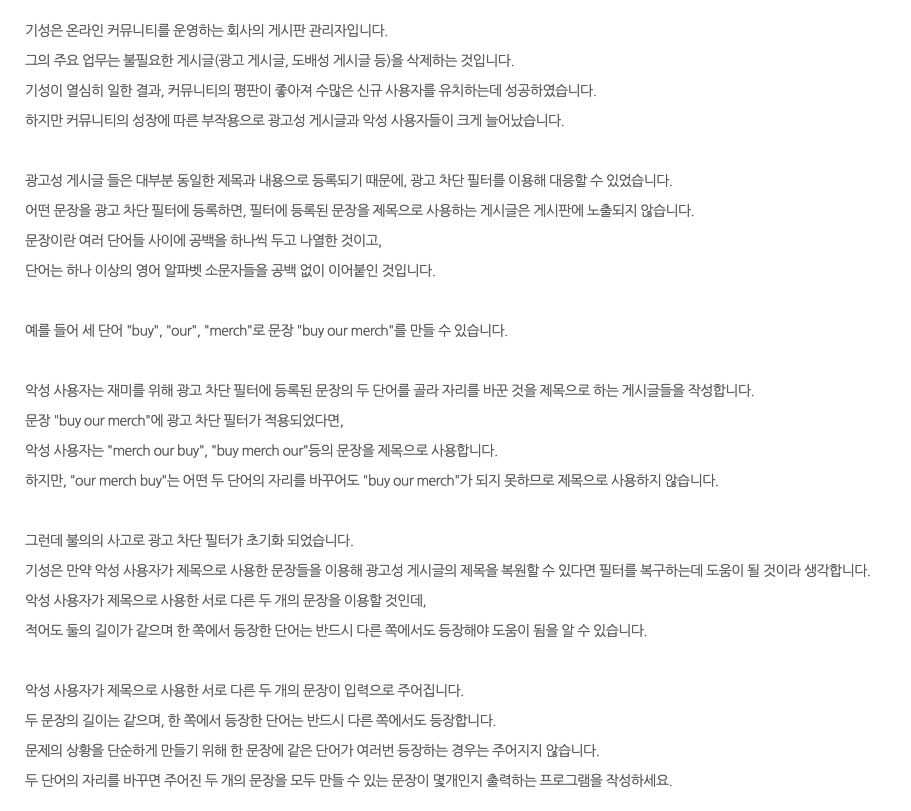 기성은 온라인 커뮤니티를 운영하는 회사의 게시판 관리자입니다.
그의 주요 업무는 불필요한 게시글(광고 게시글, 도배성 게시글 등)을 삭제하는 것입니다.
기성이 열심히 일한 결과, 커뮤니티의 평판이 좋아져 수많은 신규 사용자를 유치하는데 성공하였습니다.
하지만 커뮤니티의 성장에 따른 부작용으로 광고성 게시글과 악성 사용자들이 크게 늘어났습니다.
광고성 게시글 들은 대부분 동일한 제목과 내용으로 등록되기 때문에, 광고 차단 필터를 이용해 대응할 수 있었습니다.
어떤 문장을 광고 차단 필터에 등록하면, 필터에 등록된 문장을 제목으로 사용하는 게시글은 게시판에 노출되지 않습니다.
문장이란 여러 단어들 사이에 공백을 하나씩 두고 나열한 것이고,
단어는 하나 이상의 영어 알파벳 소문자들을 공백 없이 이어붙인 것입니다.
예를 들어 세 단어 "buy", "our", "merch"로 문장 "buy our merch"를 만들 수 있습니다.
악성 사용자는 재미를 위해 광고 차단 필터에 등록된 문장의 두 단어를 골라 자리를 바꾼 것을 제목으로 하는 게시글들을 작성합니다.
문장 "buy our merch"에 광고 차단 필터가 적용되었다면,
악성 사용자는 "merch our buy", "buy merch our"등의 문장을 제목으로 사용합니다.
하지만, "our merch buy"는 어떤 두 단어의 자리를 바꾸어도 "buy our merch"가 되지 못하므로 제목으로 사용하지 않습니다.
그런데 불의의 사고로 광고 차단 필터가 초기화 되었습니다.
기성은 만약 악성 사용자가 제목으로 사용한 문장들을 이용해 광고성 게시글의 제목을 복원할 수 있다면 필터를 복구하는데 도움이 될 것이라 생각합니다.
악성 사용자가 제목으로 사용한 서로 다른 두 개의 문장을 이용할 것인데,
적어도 둘의 길이가 같으며 한 쪽에서 등장한 단어는 반드시 다른 쪽에서도 등장해야 도움이 됨을 알 수 있습니다.
악성 사용자가 제목으로 사용한 서로 다른 두 개의 문장이 입력으로 주어집니다.
두 문장의 길이는 같으며, 한 쪽에서 등장한 단어는 반드시 다른 쪽에서도 등장합니다.
문제의 상황을 단순하게 만들기 위해 한 문장에 같은 단어가 여러번 등장하는 경우는 주어지지 않습니다.
두 단어의 자리를 바꾸면 주어진 두 개의 문장을 모두 만들 수 있는 문장이 몇개인지 출력하는 프로그램을 작성하세요.